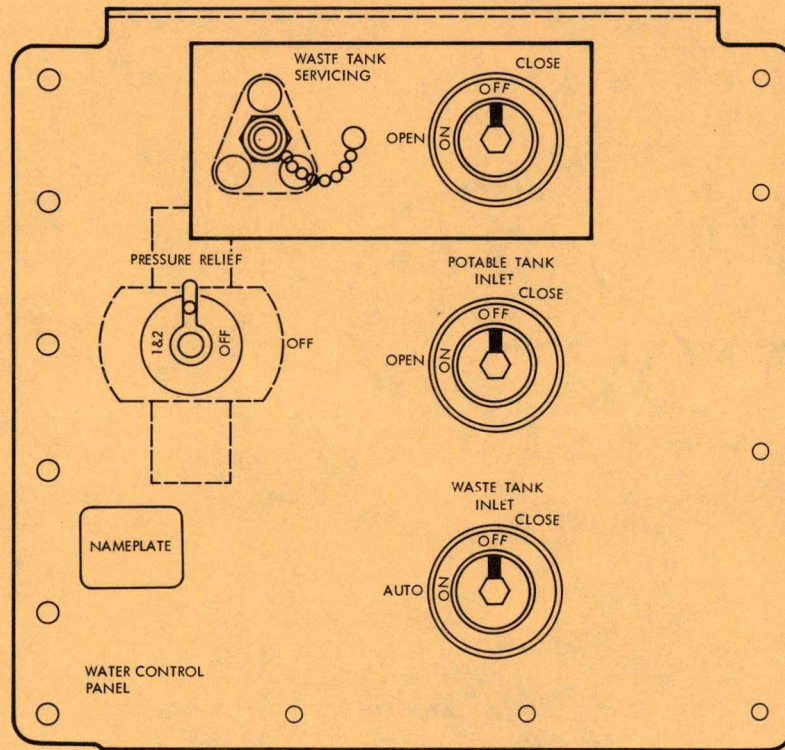 WASTE TANK
SERVICING
CLOSE
OFF
OPEN
ON
PRESSURE RELIEF
1&2
OFF
OFF
POTABLE TANK
INLET
CLOSE
OFF
OPEN
ON
WASTE TANK
INLET
CLOSE
OFF
AUTO
ON
NAMEPLATE
WATER CONTROL
PANEL